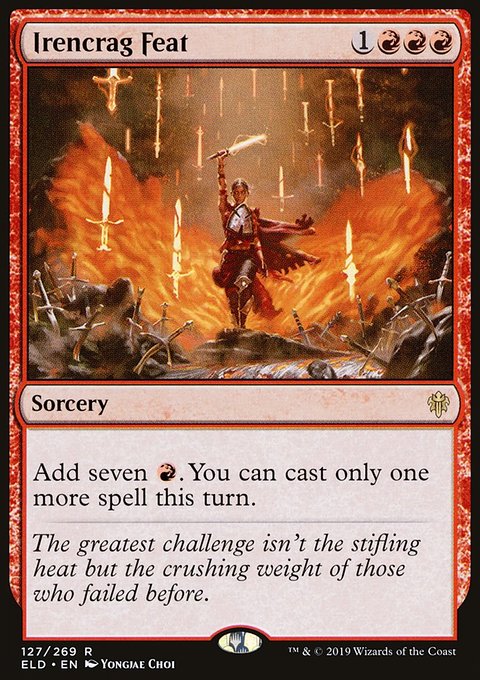 Irencrag Feat 1
Sorcery
Add seven . You can cast only one
more spell this turn.
The greatest challenge isn't the stifling
heat but the crushing weight of those
who failed before.
127/269 R
ELD • EN Yongjae Choi
™ & © 2019 Wizards of the Coast